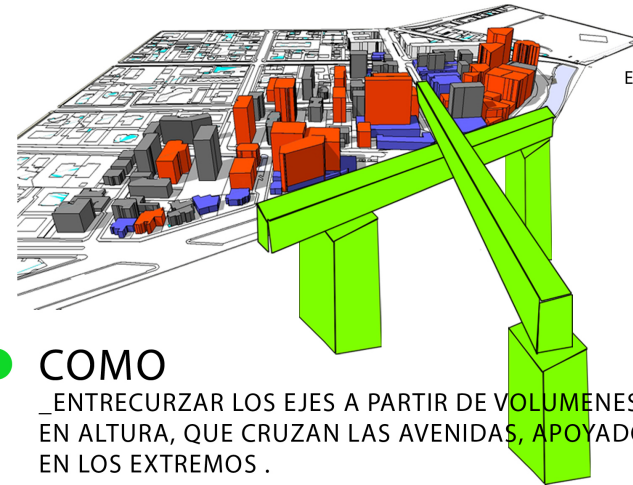 E
COMO
_ENTRECURZAR LOS EJES A PARTIR DE VOLUMENES
EN ALTURA, QUE CRUZAN LAS AVENIDAS, APOYADO
EN LOS EXTREMOS .